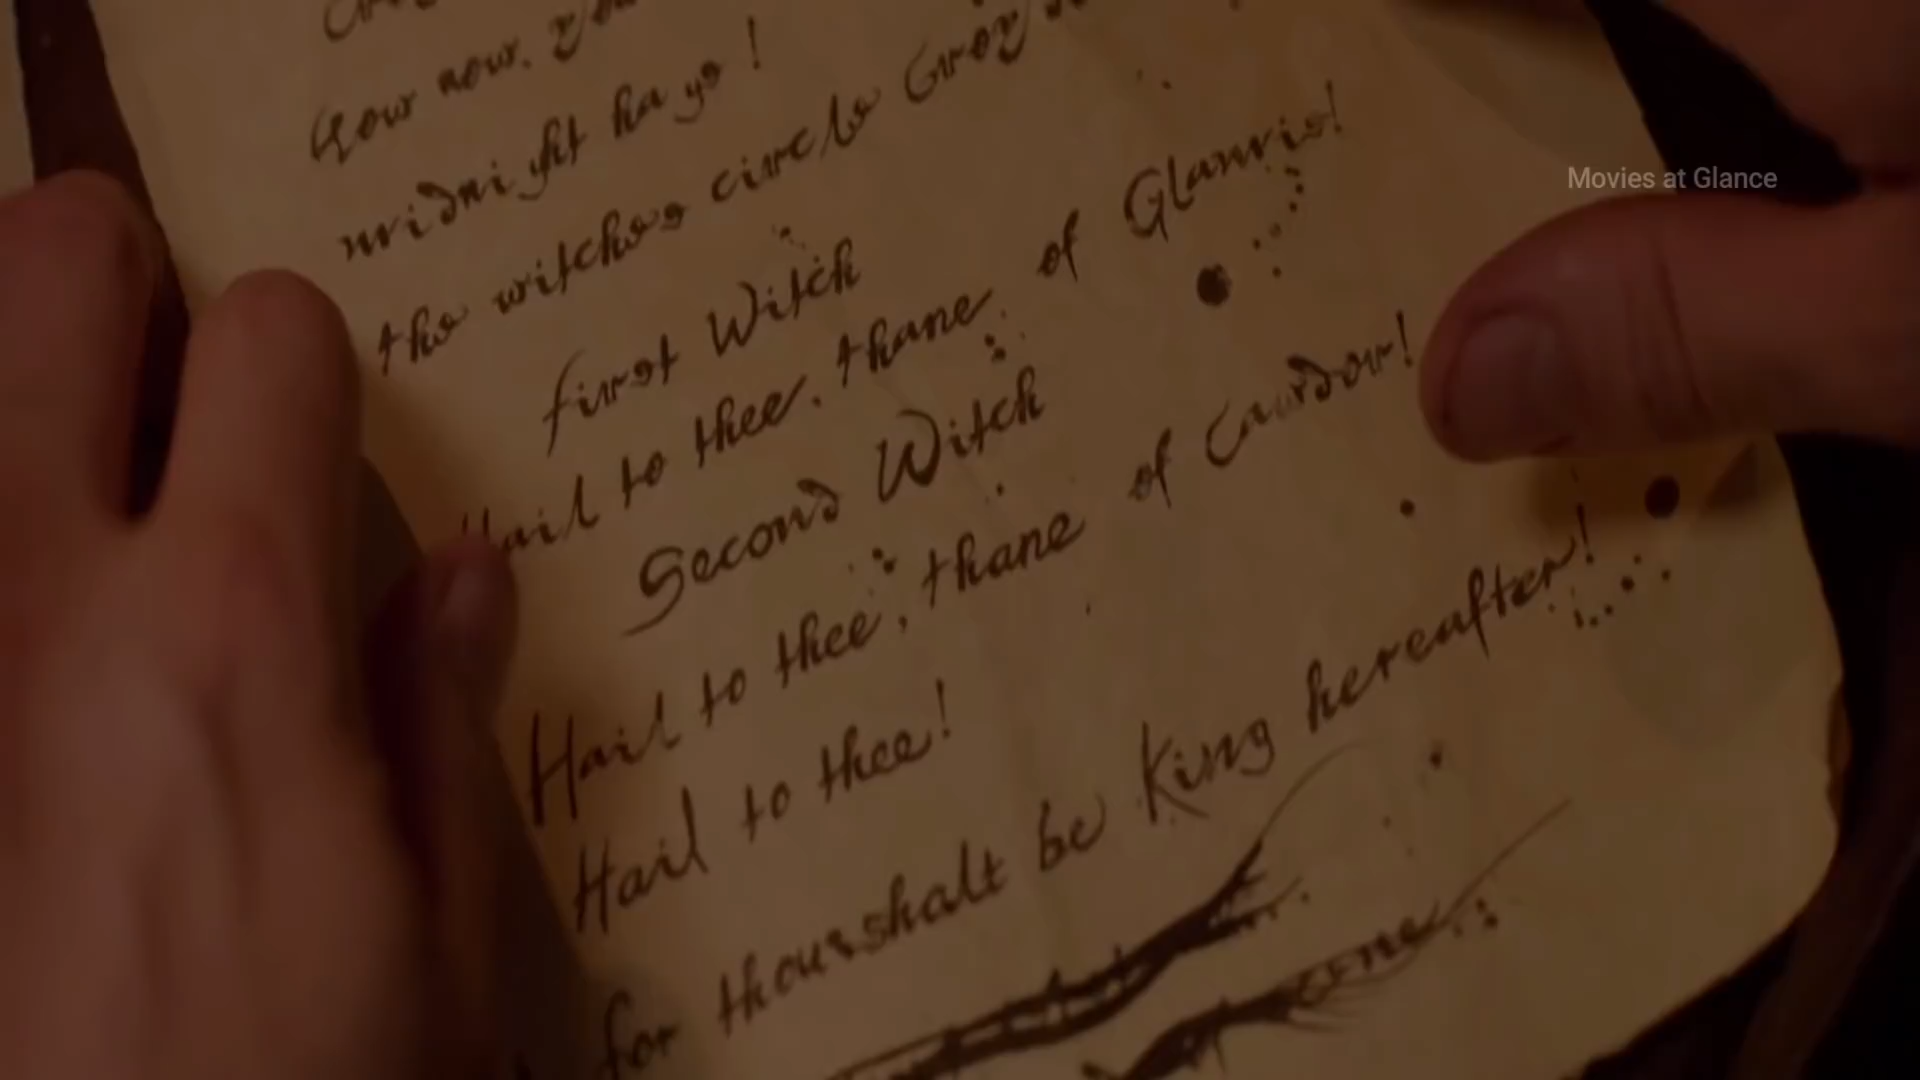 How now. you
midnight hags!
the witches circle Groy
Movies at Glance
first Witch
Hail to thee, thane of Glamis!
Second Witch
Hail to thee, thane of Cawdor!
Hail to thee!
for thou shalt be King hereafter!